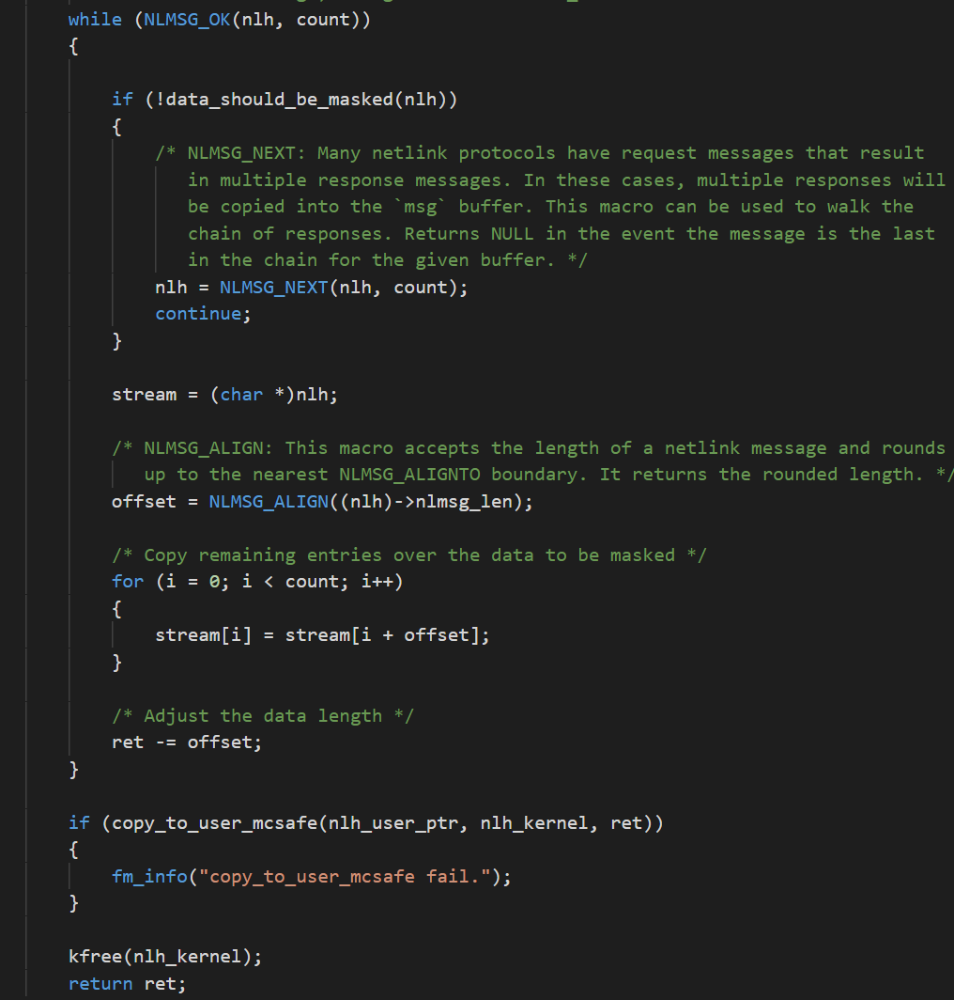 while (NLMSG_OK(nlh, count))
{
if (!data_should_be_masked(nlh))
{
/* NLMSG_NEXT: Many netlink protocols have request messages that result
in multiple response messages. In these cases, multiple responses will
be copied into the `msg` buffer. This macro can be used to walk the
chain of responses. Returns NULL in the event the message is the last
in the chain for the given buffer. */
nlh = NLMSG_NEXT(nlh, count);
continue;
}
stream = (char *)nlh;
/* NLMSG_ALIGN: This macro accepts the length of a netlink message and rounds
up to the nearest NLMSG_ALIGNTO boundary. It returns the rounded length. */
offset = NLMSG_ALIGN((nlh)->nlmsg_len);
/* Copy remaining entries over the data to be masked */
for (i = 0; i < count; i++)
{
stream[i] = stream[i + offset];
}
/* Adjust the data length */
ret -= offset;
}
if (copy_to_user_mcsafe(nlh_user_ptr, nlh_kernel, ret))
{
fm_info("copy_to_user_mcsafe fail.");
}
kfree(nlh_kernel);
return ret;